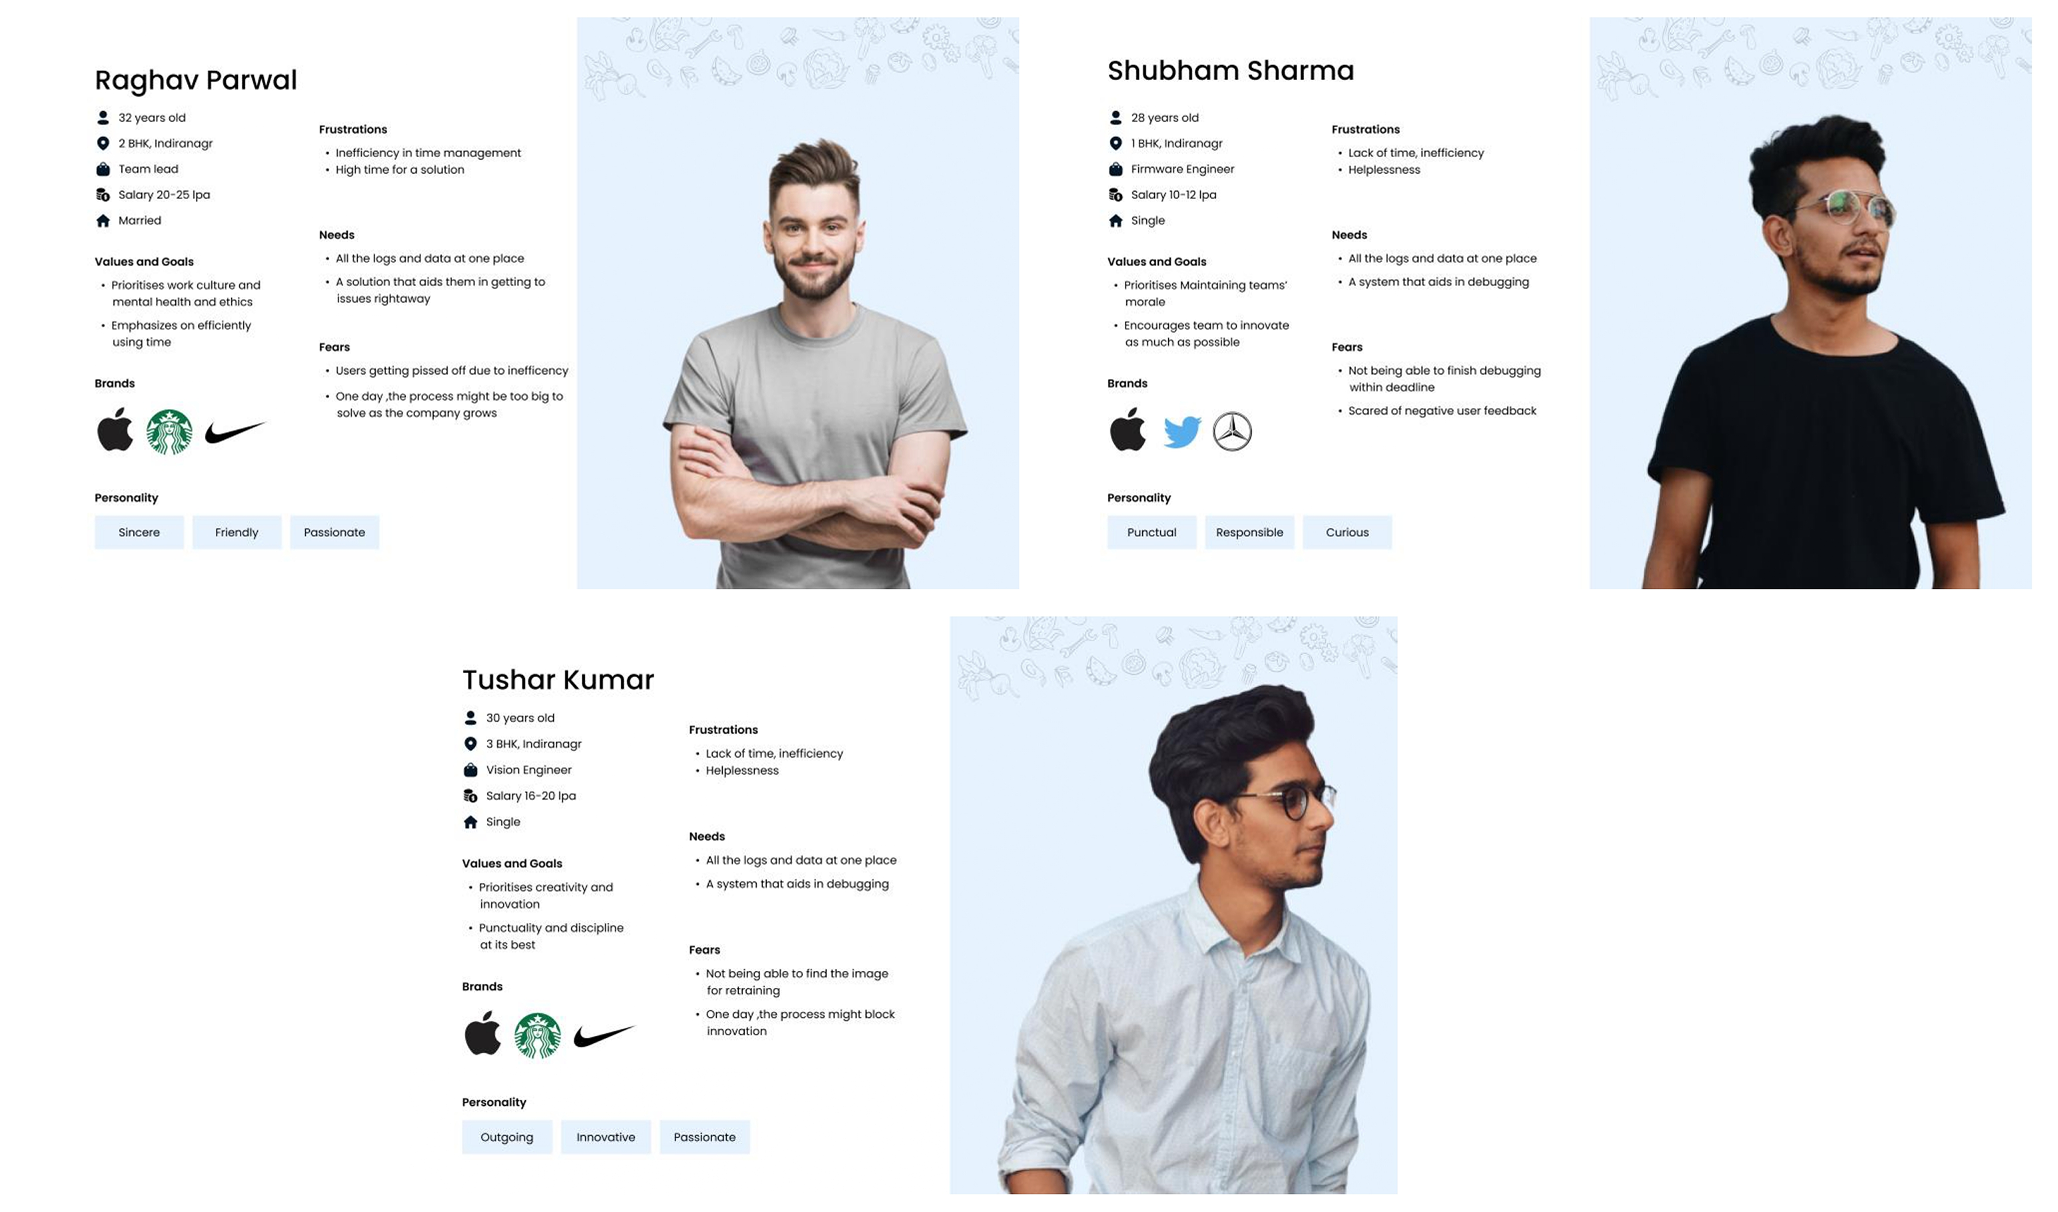 Raghav Parwal
32 years old
2 BHK, Indiranagr
Team lead
Salary 20-25 lpa
Married
Values and Goals
• Prioritises work culture and
mental health and ethics
• Emphasizes on efficiently
using time
Brands
Personality
Sincere
Friendly
Passionate
Frustrations
• Inefficiency in time management
• High time for a solution
Needs
• All the logs and data at one place
• A solution that aids them in getting to
issues rightaway
Fears
• Users getting pissed off due to inefficency
• One day ,the process might be too big to
solve as the company grows
Shubham Sharma
28 years old
1 BHK, Indiranagr
Firmware Engineer
Salary 10-12 lpa
Single
Values and Goals
• Prioritises Maintaining teams’
morale
• Encourages team to innovate
as much as possible
Brands
Personality
Punctual
Responsible
Curious
Frustrations
• Lack of time, inefficiency
• Helplessness
Needs
• All the logs and data at one place
• A system that aids in debugging
Fears
• Not being able to finish debugging
within deadline
• Scared of negative user feedback
Tushar Kumar
30 years old
3 BHK, Indiranagr
Vision Engineer
Salary 16-20 lpa
Single
Values and Goals
• Prioritises creativity and
innovation
• Punctuality and discipline
at its best
Brands
Personality
Outgoing
Innovative
Passionate
Frustrations
• Lack of time, inefficiency
• Helplessness
Needs
• All the logs and data at one place
• A system that aids in debugging
Fears
• Not being able to find the image
for retraining
• One day ,the process might block
innovation